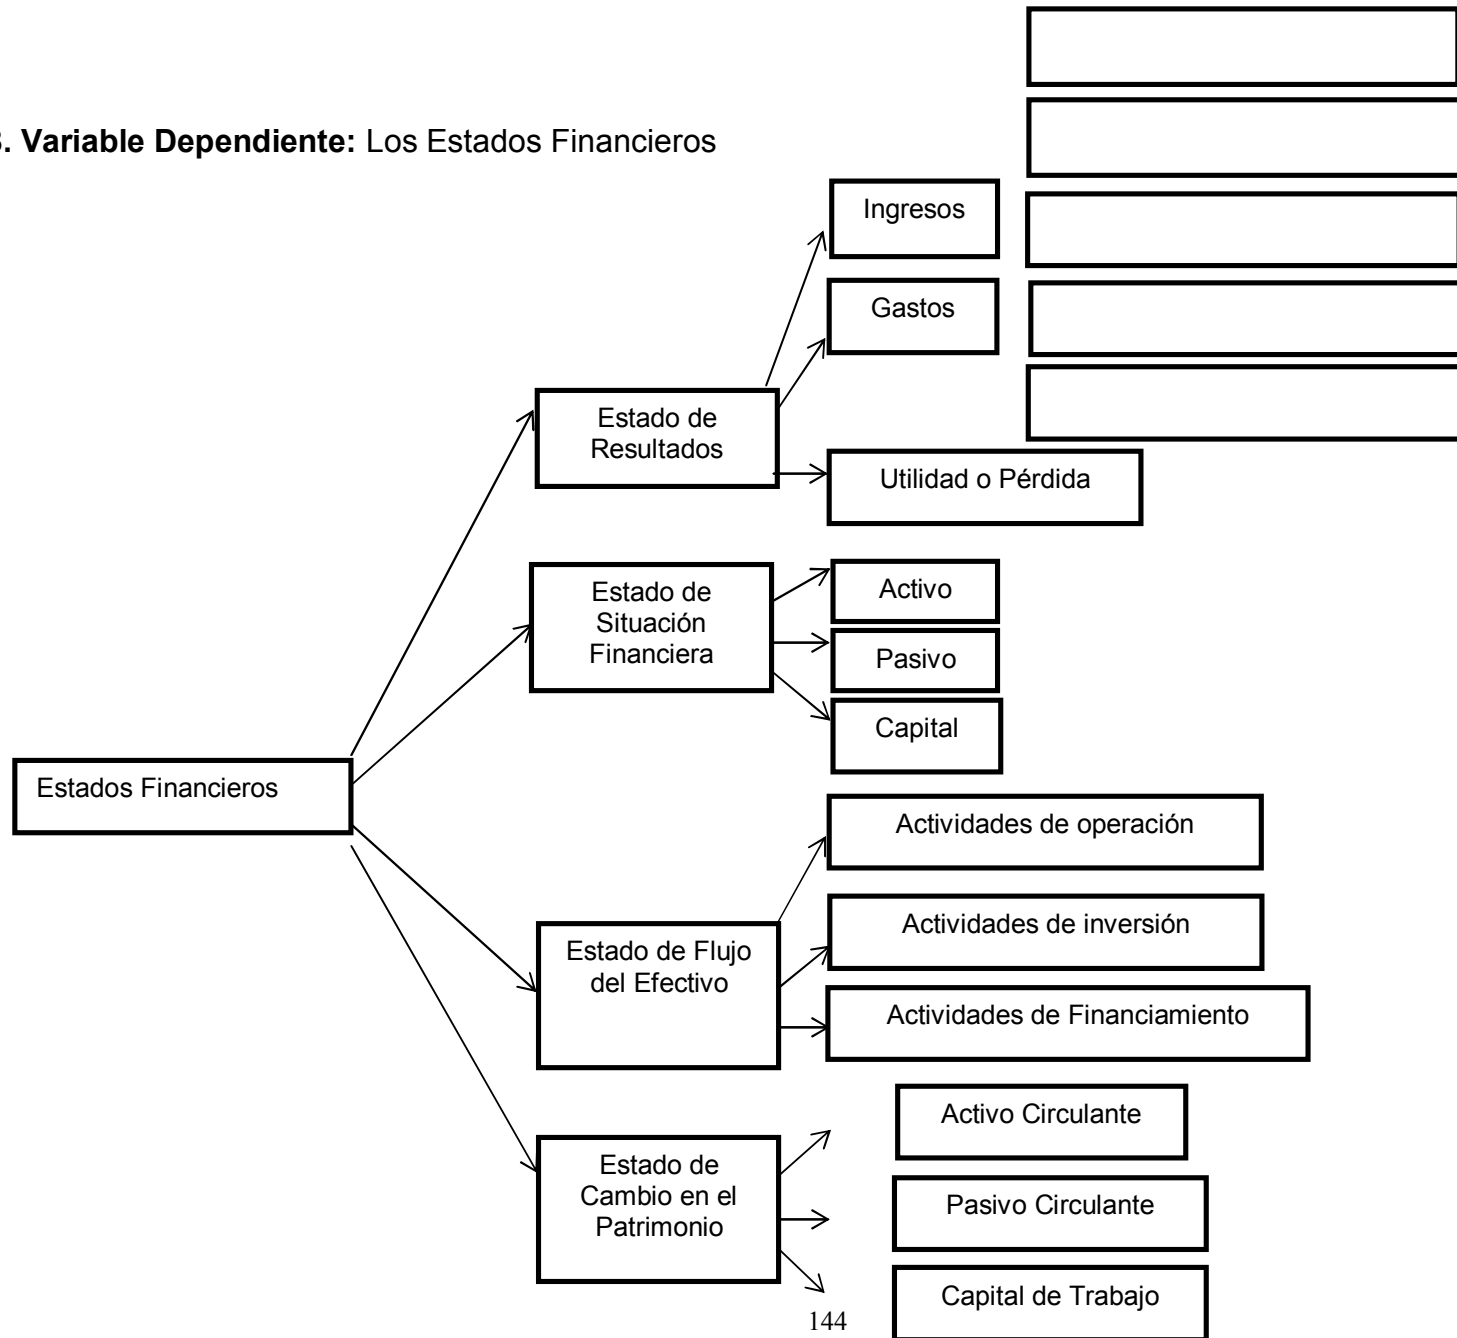 3. Variable Dependiente: Los Estados Financieros
Ingresos
Gastos
Estado de
Resultados
Utilidad o Pérdida
Estado de
Situación
Financiera
Activo
Pasivo
Capital
Estados Financieros
Actividades de operación
Actividades de inversión
Estado de Flujo
del Efectivo
Actividades de Financiamiento
Activo Circulante
Estado de
Cambio en el
Patrimonio
Pasivo Circulante
Capital de Trabajo
144